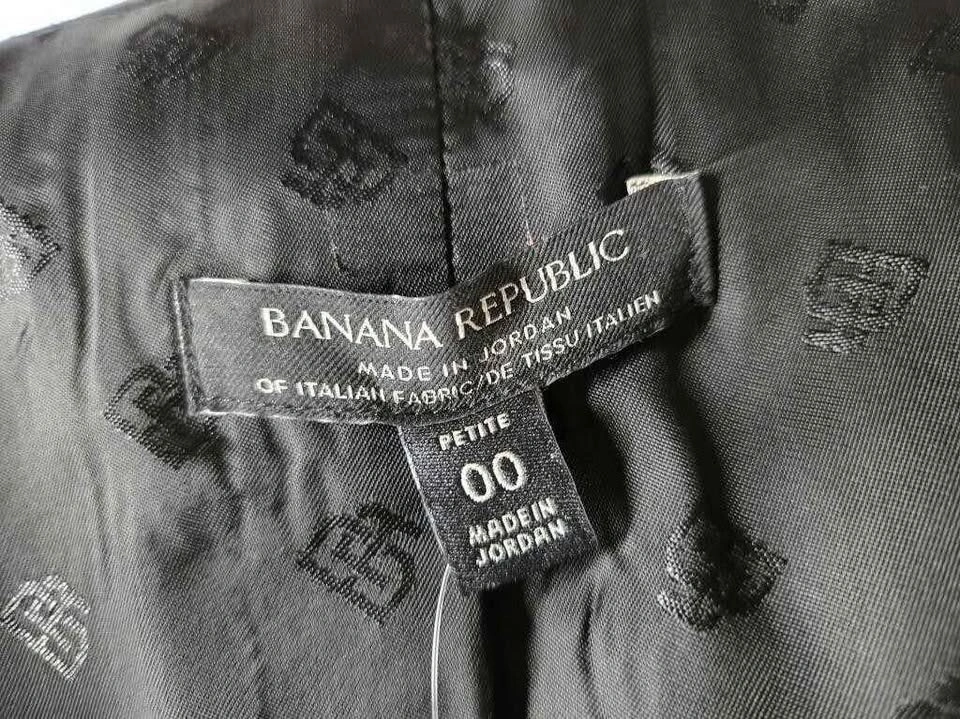 BANANA REPUBLIC
MADE IN JORDAN
OF ITALIAN FABRIC/DE TISSU ITALIEN
PETITE
00
MADE IN
JORDAN